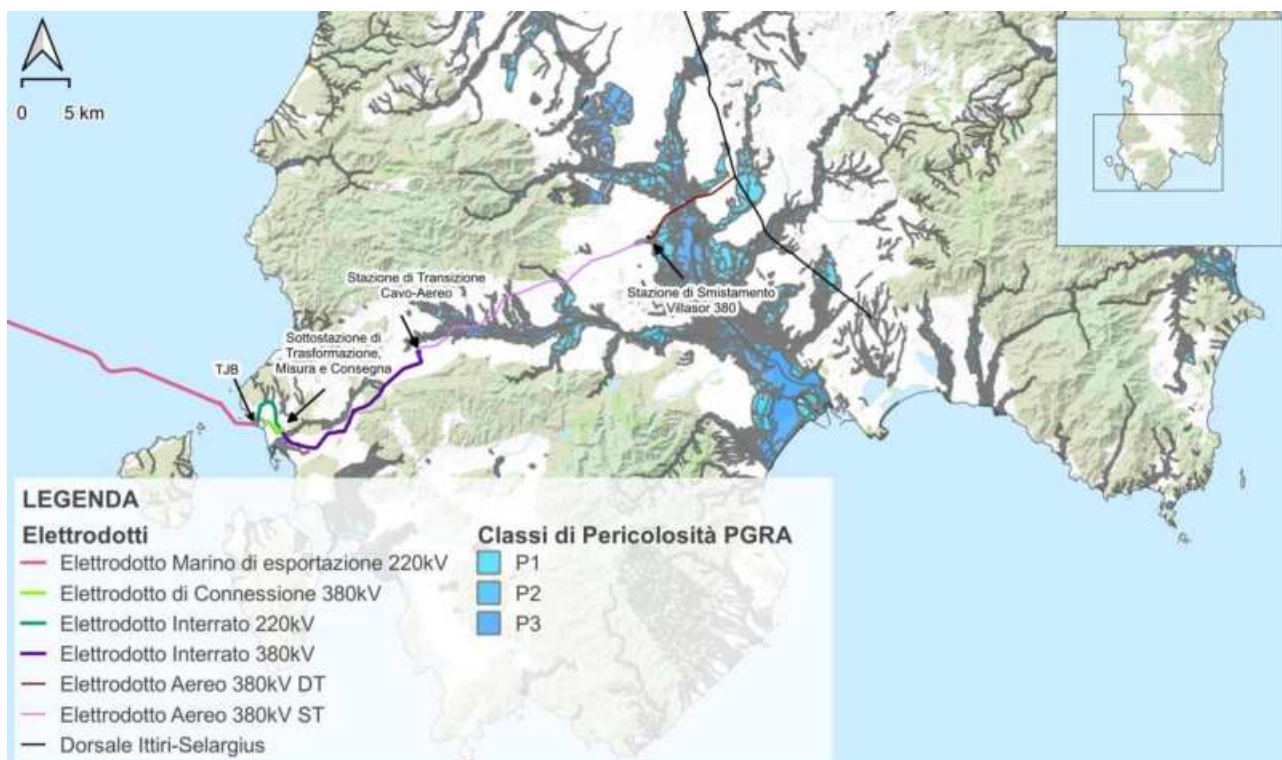 0 5 km
Stazione di Transizione
Cavo-Aereo
Stazione di Smistamento
Villasor 380
Sottostazione di
Trasformazione,
Misura e Consegna
TJB
LEGENDA
Elettrodotti
Elettrodotto Marino di esportazione 220kV
Elettrodotto di Connessione 380kV
Elettrodotto Interrato 220kV
Elettrodotto Interrato 380kV
Elettrodotto Aereo 380kV DT
Elettrodotto Aereo 380kV ST
Dorsale Ittiri-Selargius
Classi di Pericolosità PGRA
P1
P2
P3